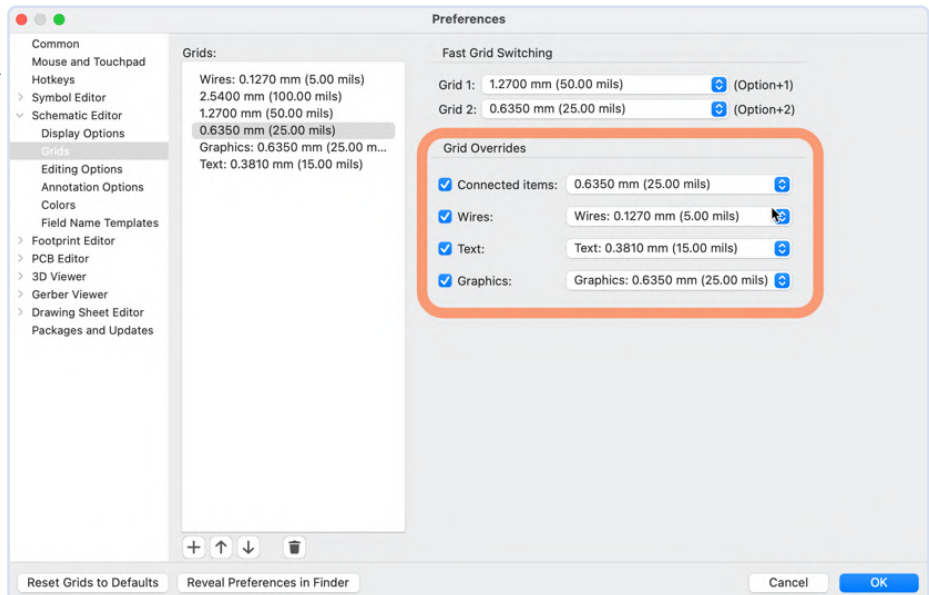 Preferences
Common
Mouse and Touchpad
Hotkeys
Symbol Editor
Schematic Editor
Display Options
Grids
Editing Options
Annotation Options
Colors
Field Name Templates
Footprint Editor
PCB Editor
3D Viewer
Gerber Viewer
Drawing Sheet Editor
Packages and Updates
Grids:
Wires: 0.1270 mm (5.00 mils)
2.5400 mm (100.00 mils)
1.2700 mm (50.00 mils)
0.6350 mm (25.00 mils)
Graphics: 0.6350 mm (25.00 m...
Text: 0.3810 mm (15.00 mils)
Fast Grid Switching
Grid 1: 1.2700 mm (50.00 mils) (Option+1)
Grid 2: 0.6350 mm (25.00 mils) (Option+2)
Grid Overrides
Connected items: 0.6350 mm (25.00 mils)
Wires: Wires: 0.1270 mm (5.00 mils)
Text: Text: 0.3810 mm (15.00 mils)
Graphics: Graphics: 0.6350 mm (25.00 mils)
Reset Grids to Defaults Reveal Preferences in Finder Cancel OK